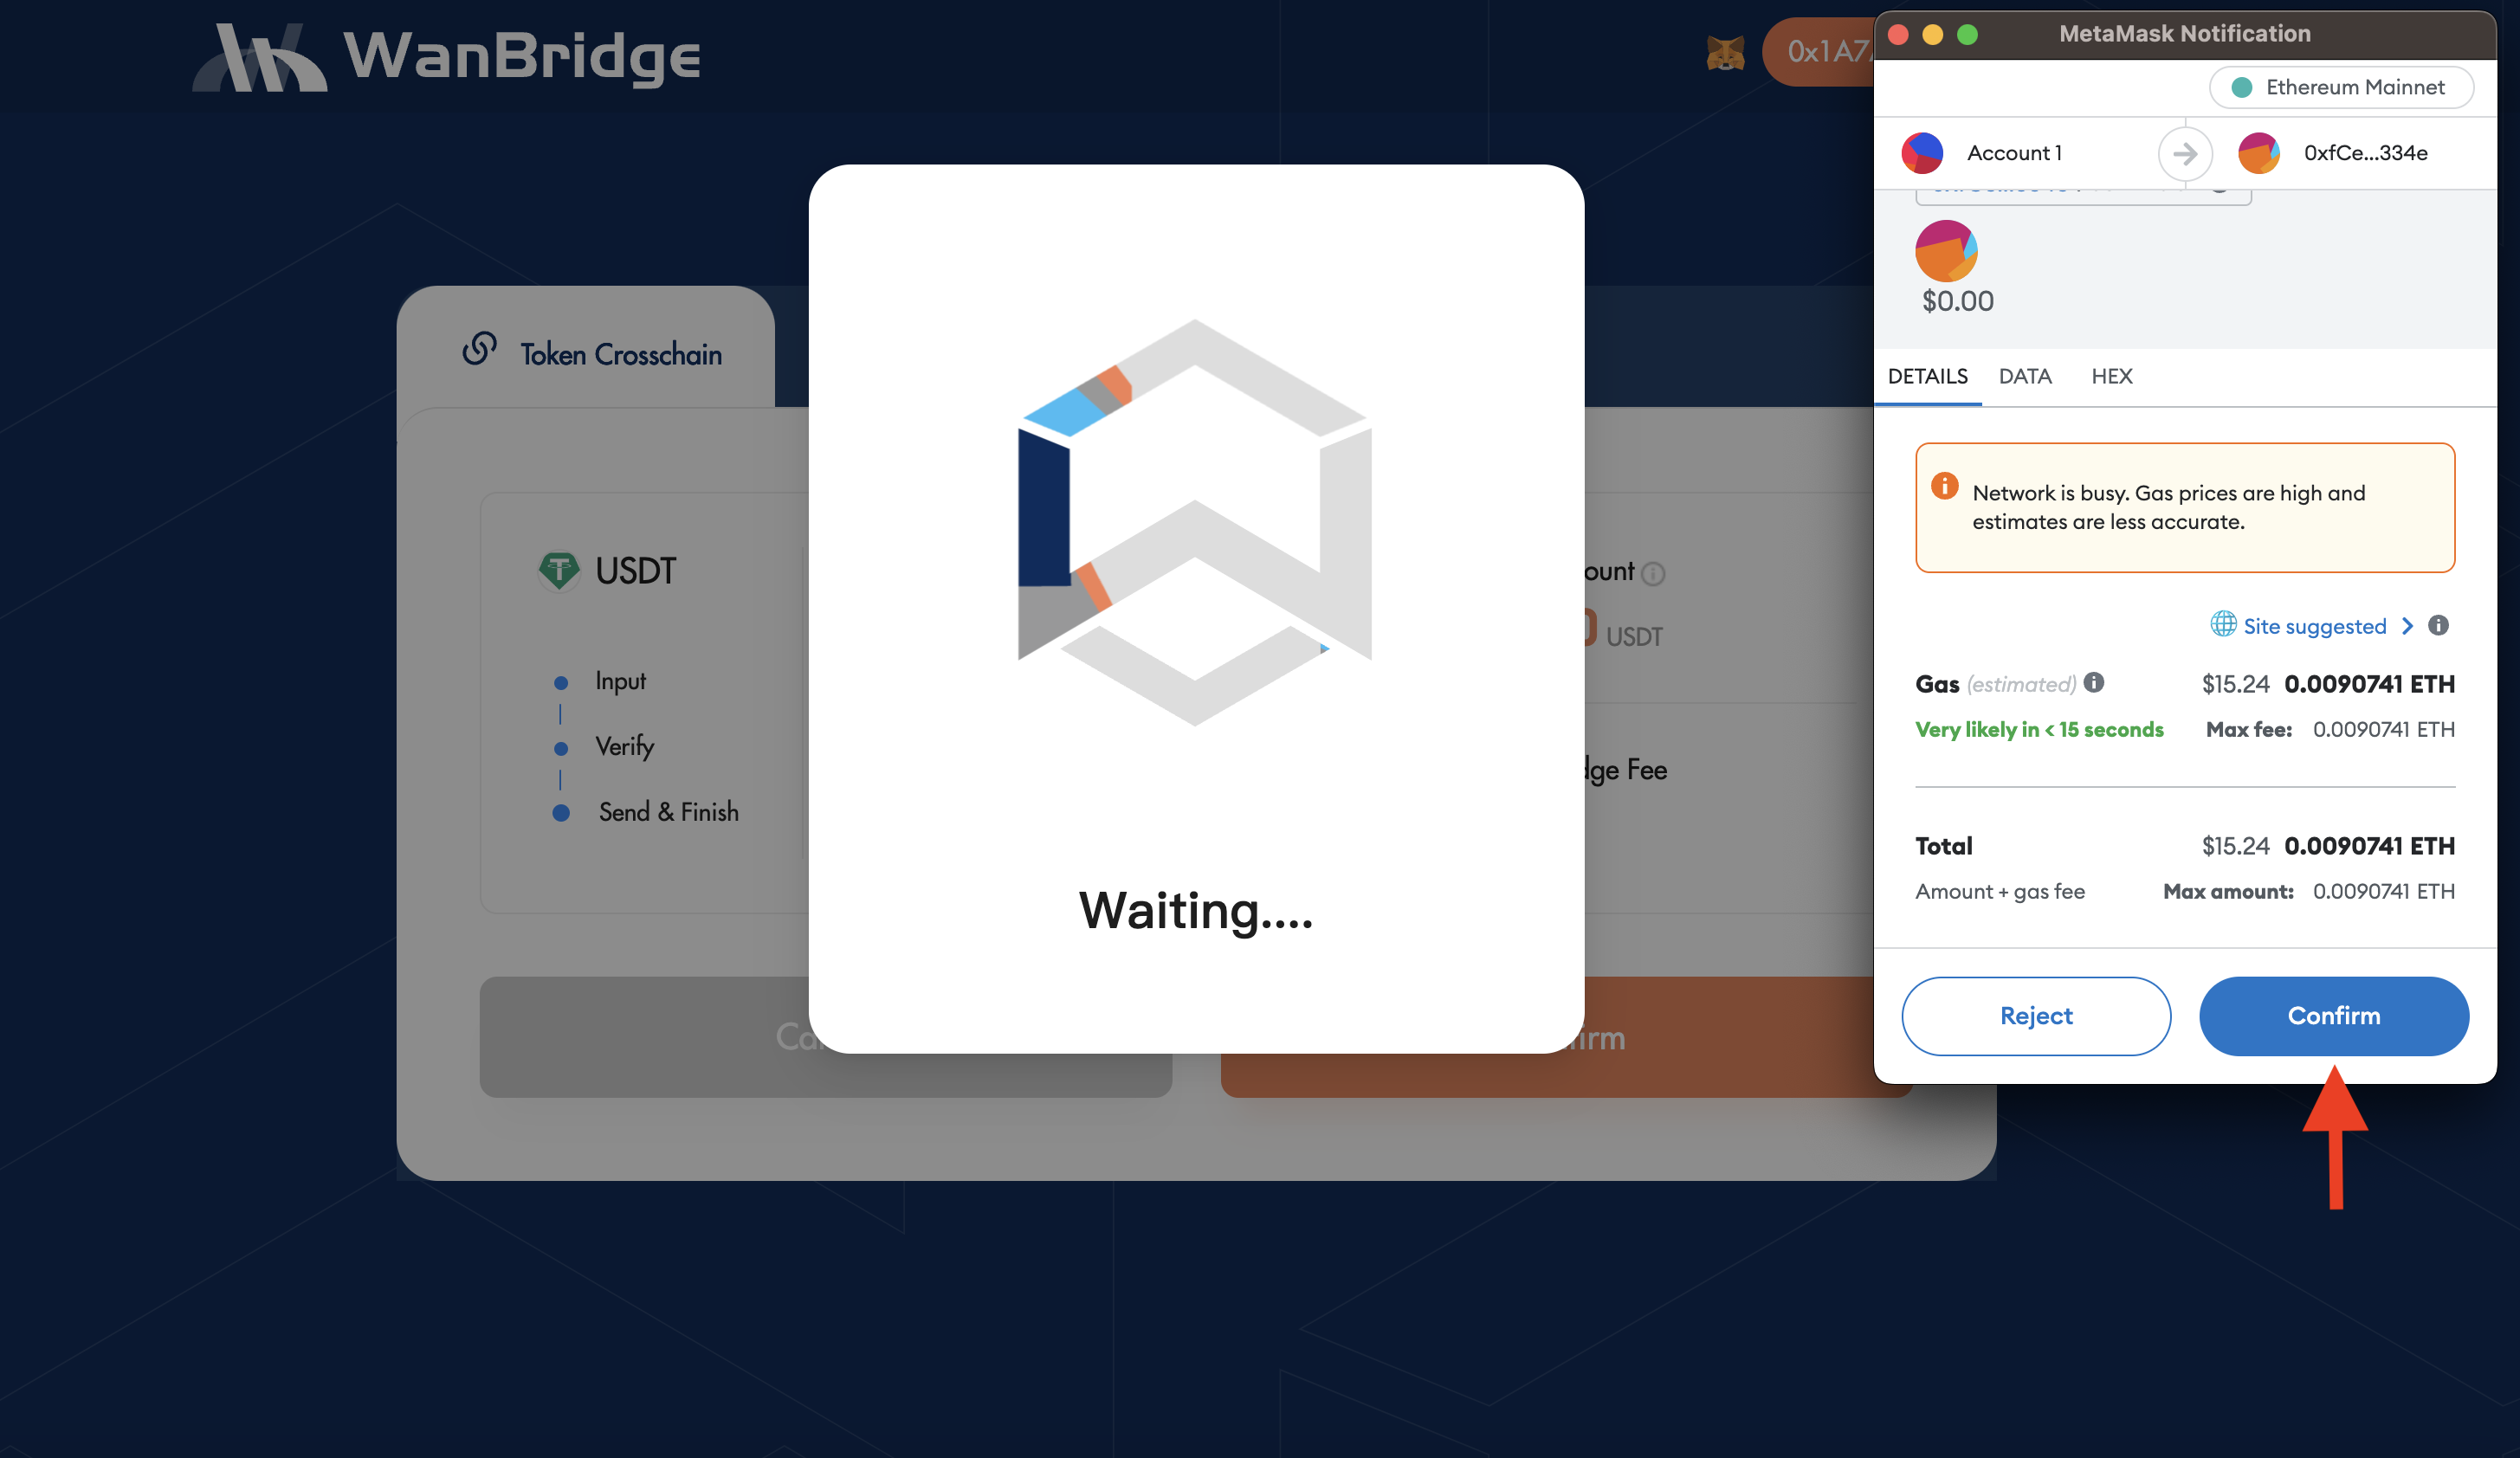 WanBridge
0x1A7
Token Crosschain
USDT
Input
Verify
Send & Finish
ount
USDT
dge Fee
Waiting....
Ca
irm
MetaMask Notification
Ethereum Mainnet
Account 1
0xfCe...334e
$0.00
DETAILS DATA HEX
Network is busy. Gas prices are high and
estimates are less accurate.
Site suggested
Gas (estimated) $15.24 0.0090741 ETH
Very likely in < 15 seconds Max fee: 0.0090741 ETH
Total $15.24 0.0090741 ETH
Amount + gas fee Max amount: 0.0090741 ETH
Reject Confirm